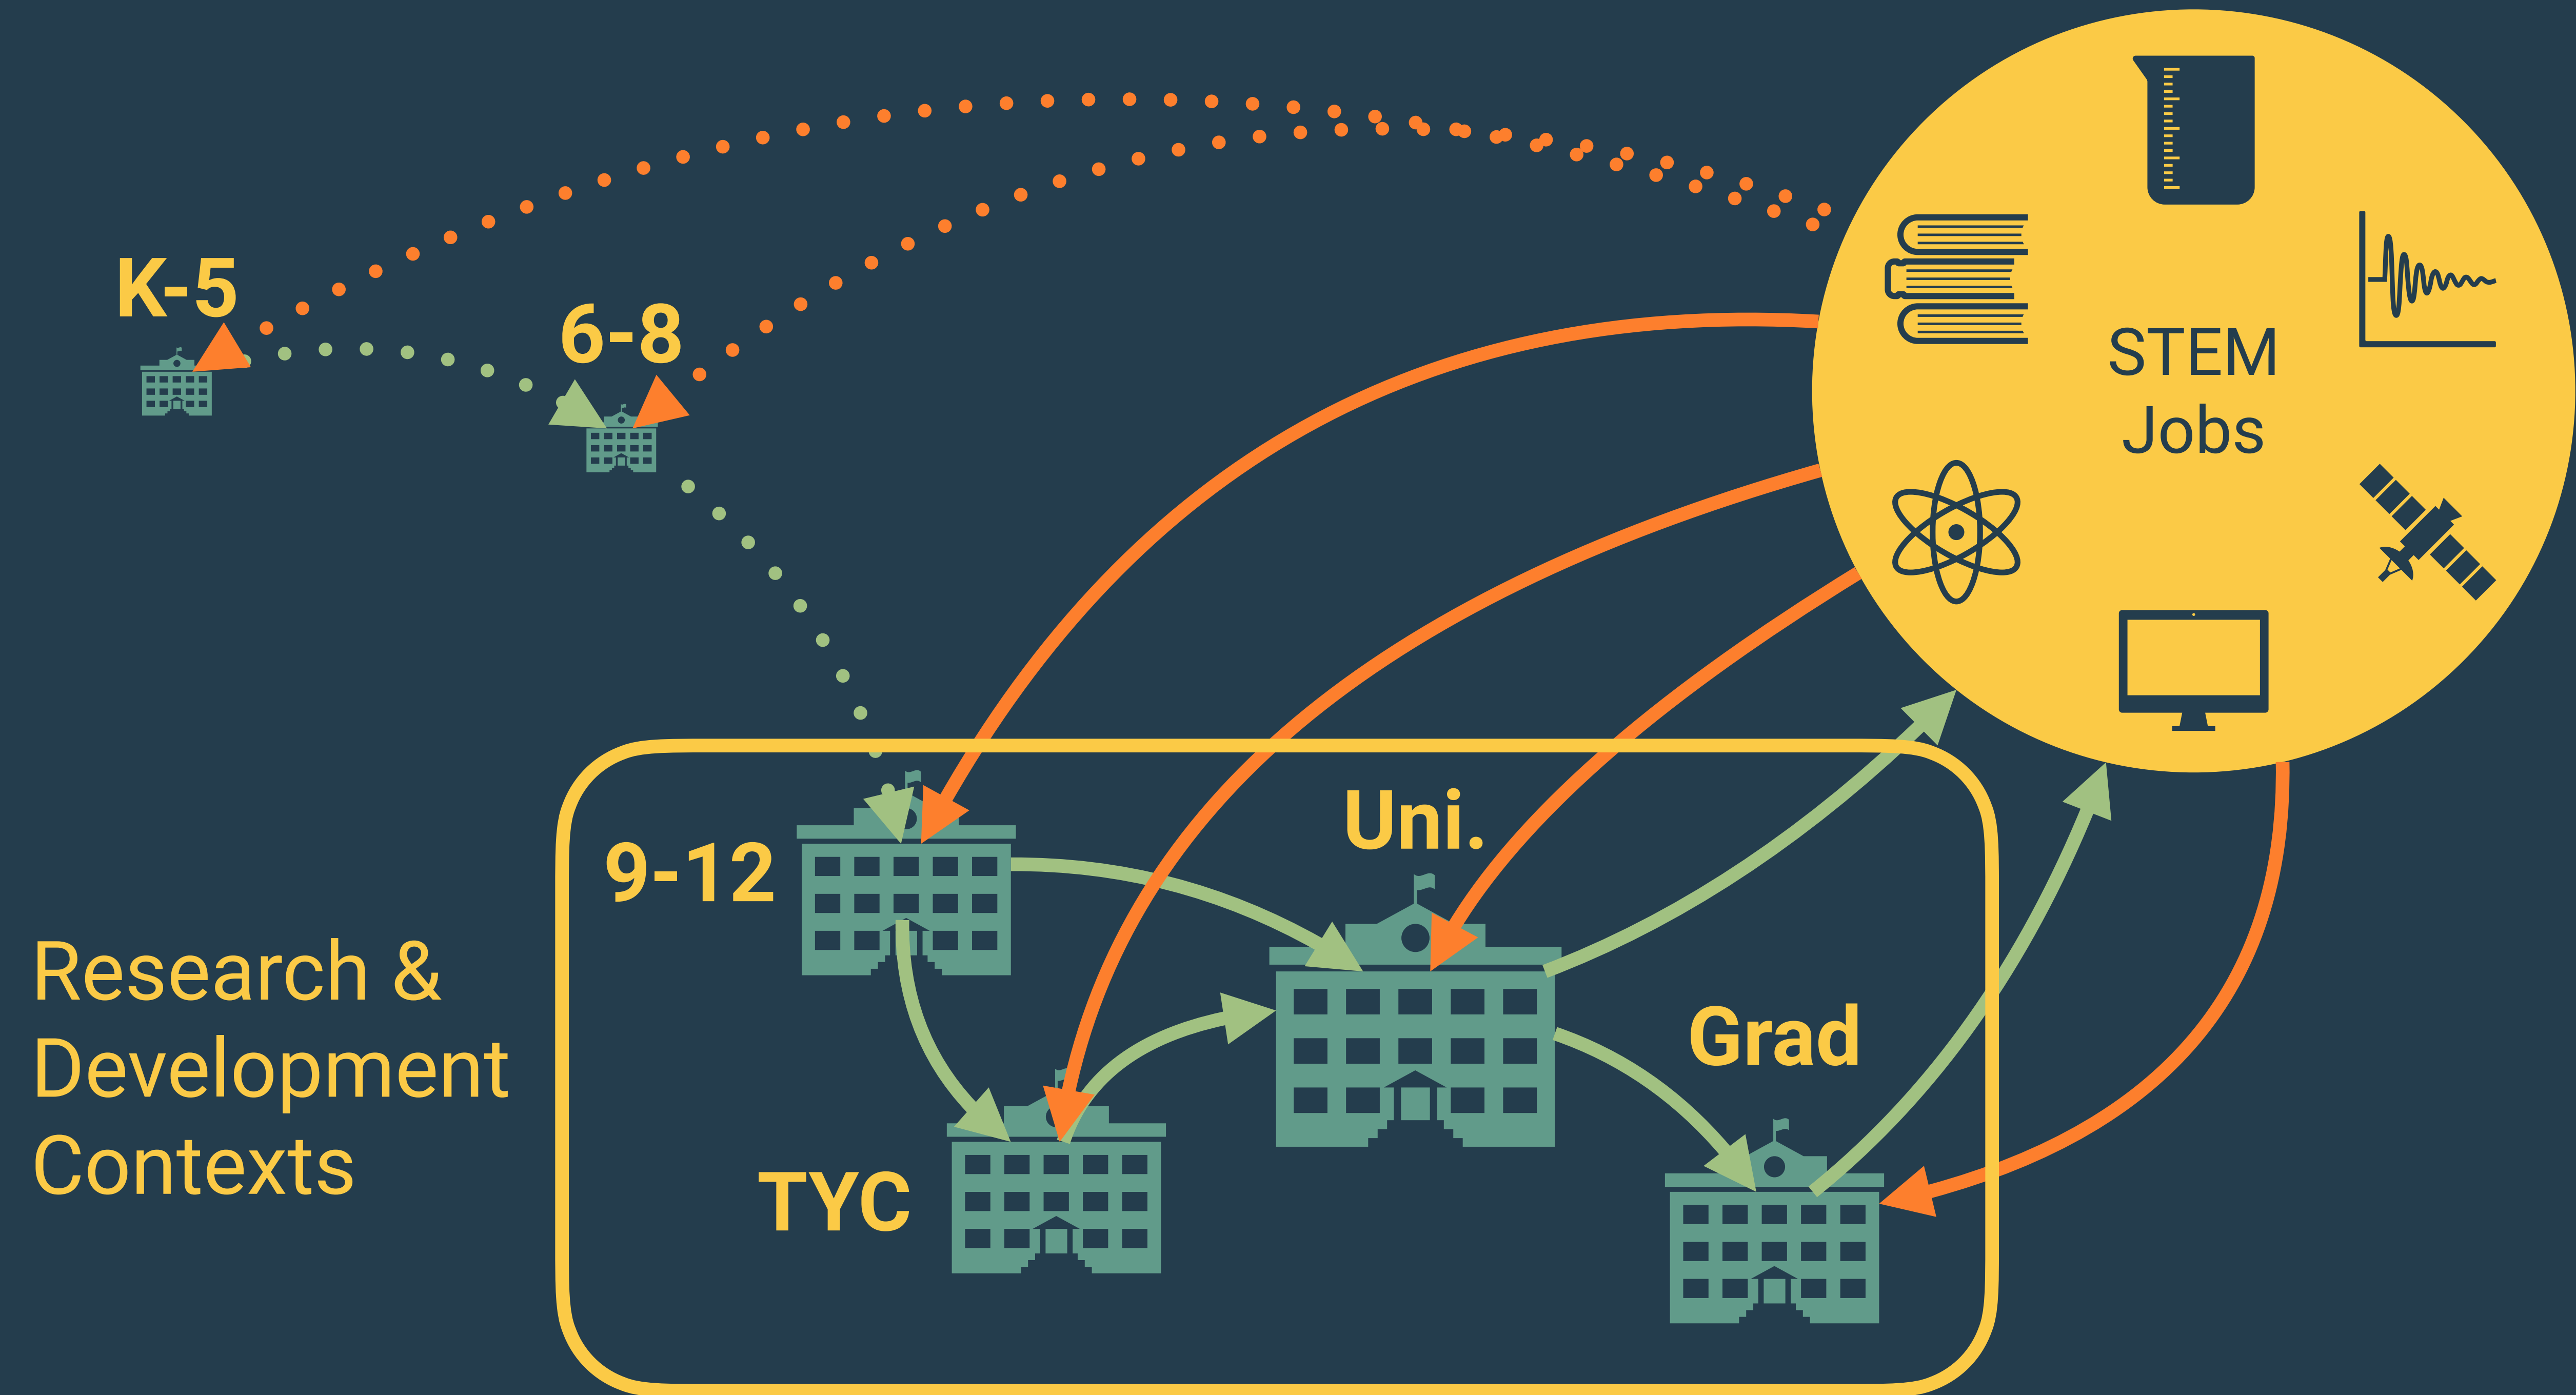 K-5
6-8
STEM
Jobs
9-12
Uni.
Research &
Development
Contexts
Grad
TYC